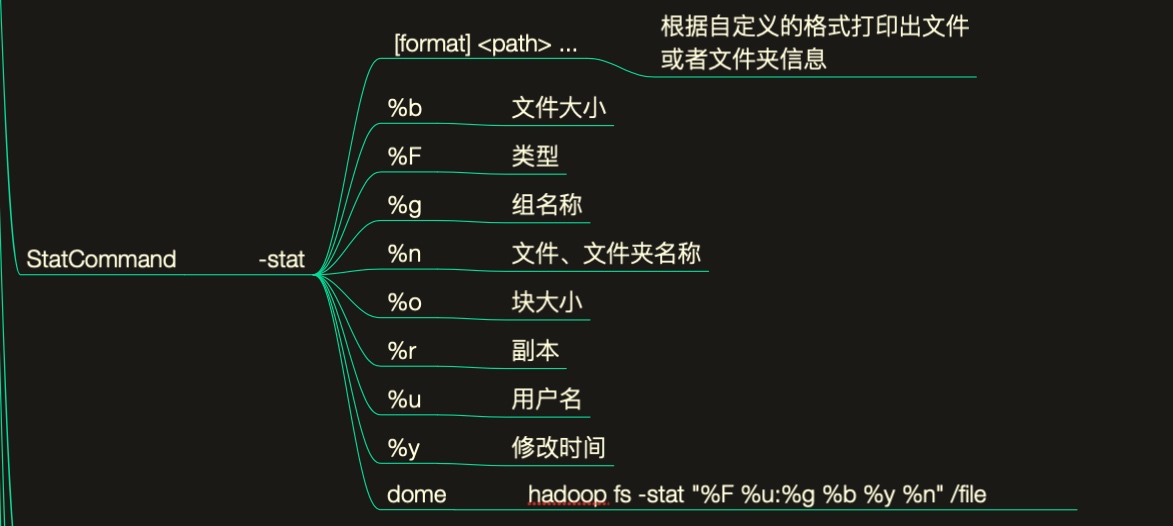 [format] <path> ...
根据自定义的格式打印出文件
或者文件夹信息
%b 文件大小
%F 类型
%g 组名称
StatCommand -stat
%n 文件、文件夹名称
%o 块大小
%r 副本
%u 用户名
%y 修改时间
dome hadoop fs -stat "%F %u:%g %b %y %n" /file